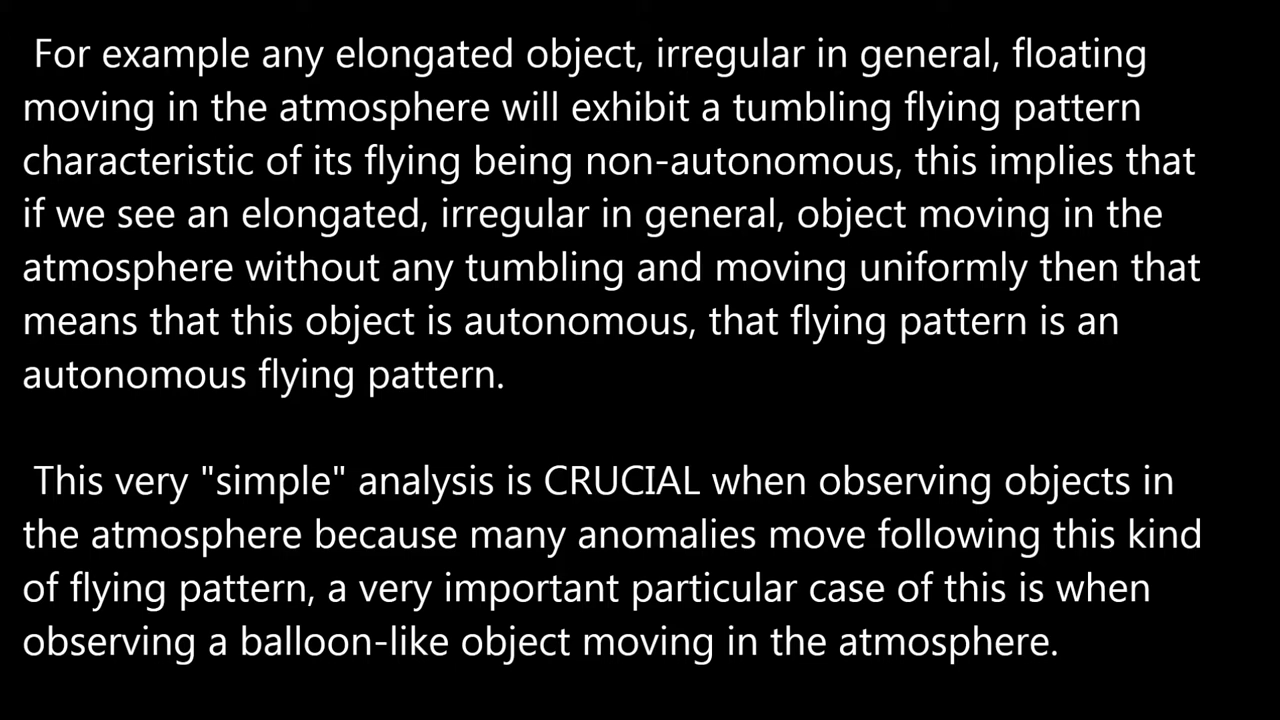 For example any elongated object, irregular in general, floating
moving in the atmosphere will exhibit a tumbling flying pattern
characteristic of its flying being non-autonomous, this implies that
if we see an elongated, irregular in general, object moving in the
atmosphere without any tumbling and moving uniformly then that
means that this object is autonomous, that flying pattern is an
autonomous flying pattern.
This very "simple" analysis is CRUCIAL when observing objects in
the atmosphere because many anomalies move following this kind
of flying pattern, a very important particular case of this is when
observing a balloon-like object moving in the atmosphere.